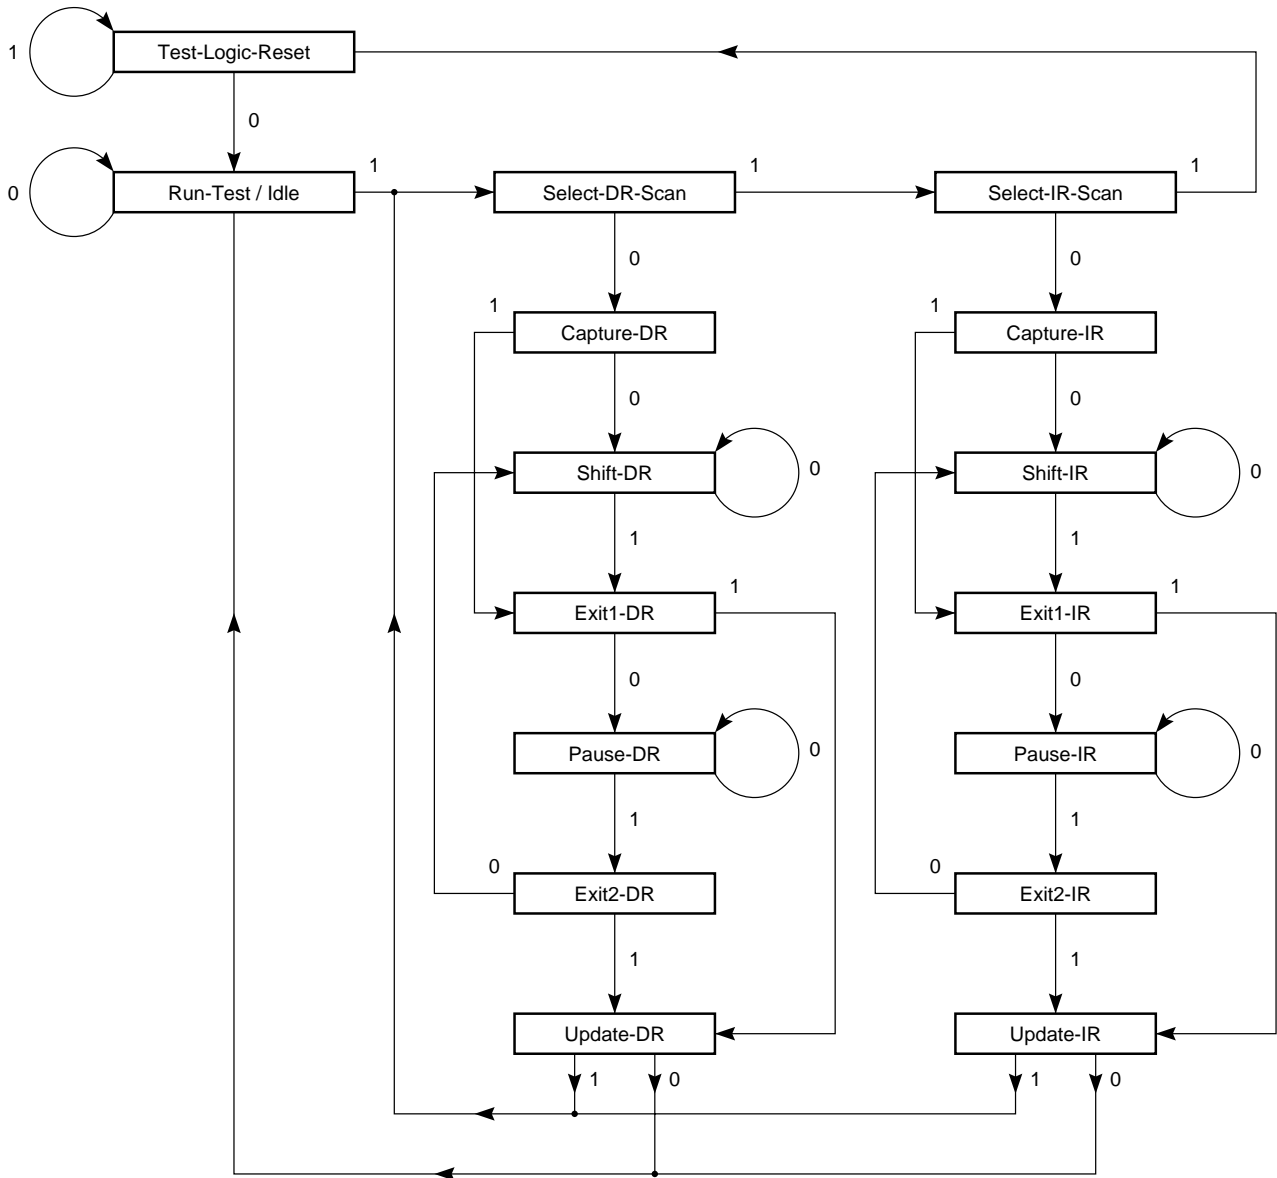 1 Test-Logic-Reset
0
0 Run-Test / Idle 1 Select-DR-Scan 1 Select-IR-Scan 1
0 0
1 Capture-DR 1 Capture-IR
0 0
Shift-DR 0 Shift-IR 0
1 1
Exit1-DR 1 Exit1-IR 1
0 0
Pause-DR 0 Pause-IR 0
1 1
0 Exit2-DR 0 Exit2-IR
1 1
Update-DR Update-IR
1 0 1 0